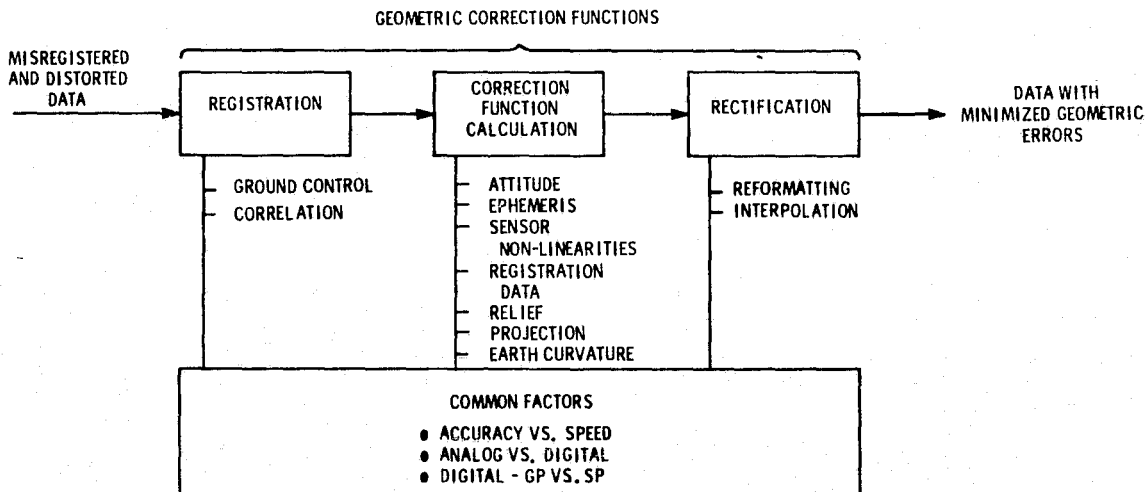 GEOMETRIC CORRECTION FUNCTIONS
MISREGISTERED
AND DISTORTED
DATA
REGISTRATION
CORRECTION
FUNCTION
CALCULATION
RECTIFICATION
DATA WITH
MINIMIZED GEOMETRIC
ERRORS
GROUND CONTROL
CORRELATION
ATTITUDE
EPHEMERIS
SENSOR
NON-LINEARITIES
REGISTRATION
DATA
RELIEF
PROJECTION
EARTH CURVATURE
REFORMATTING
INTERPOLATION
COMMON FACTORS
● ACCURACY VS. SPEED
● ANALOG VS. DIGITAL
● DIGITAL - GP VS. SP